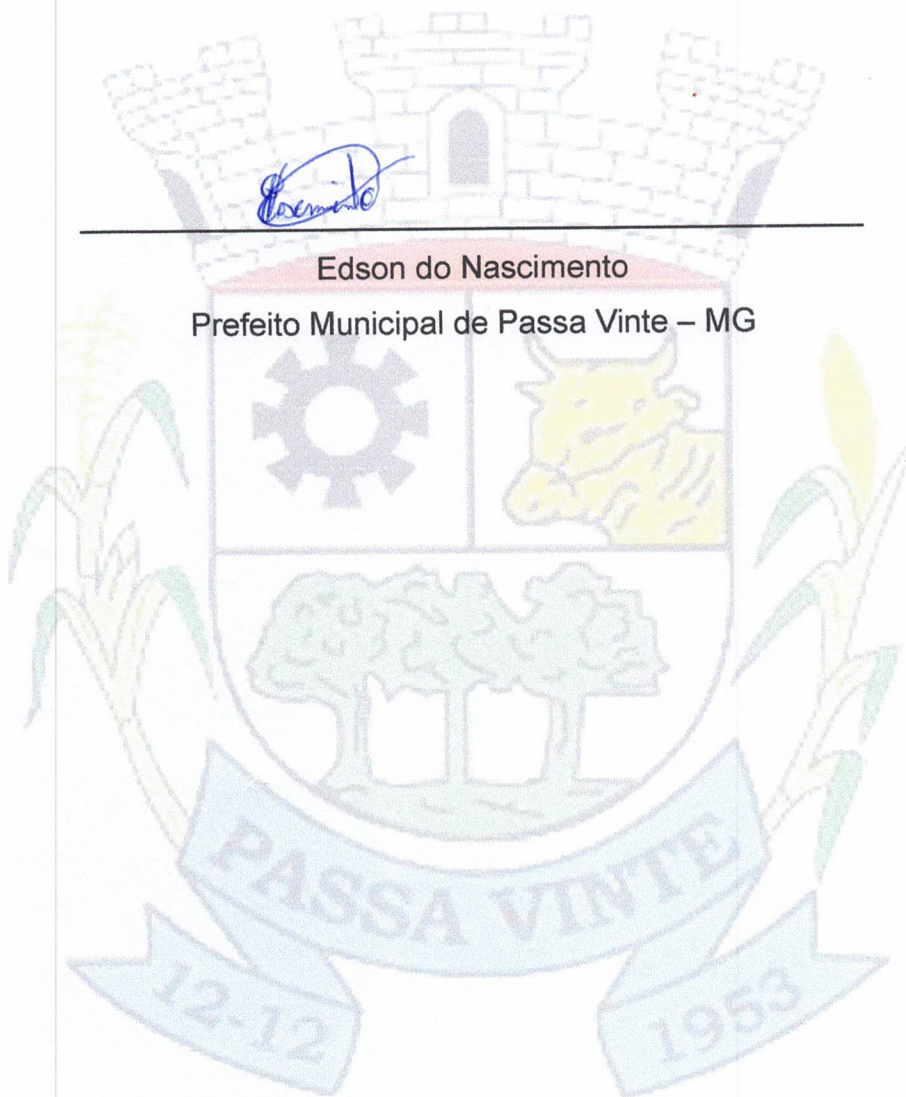 Edson do Nascimento
Prefeito Municipal de Passa Vinte – MG
PASSA VINTE
12-12
1953